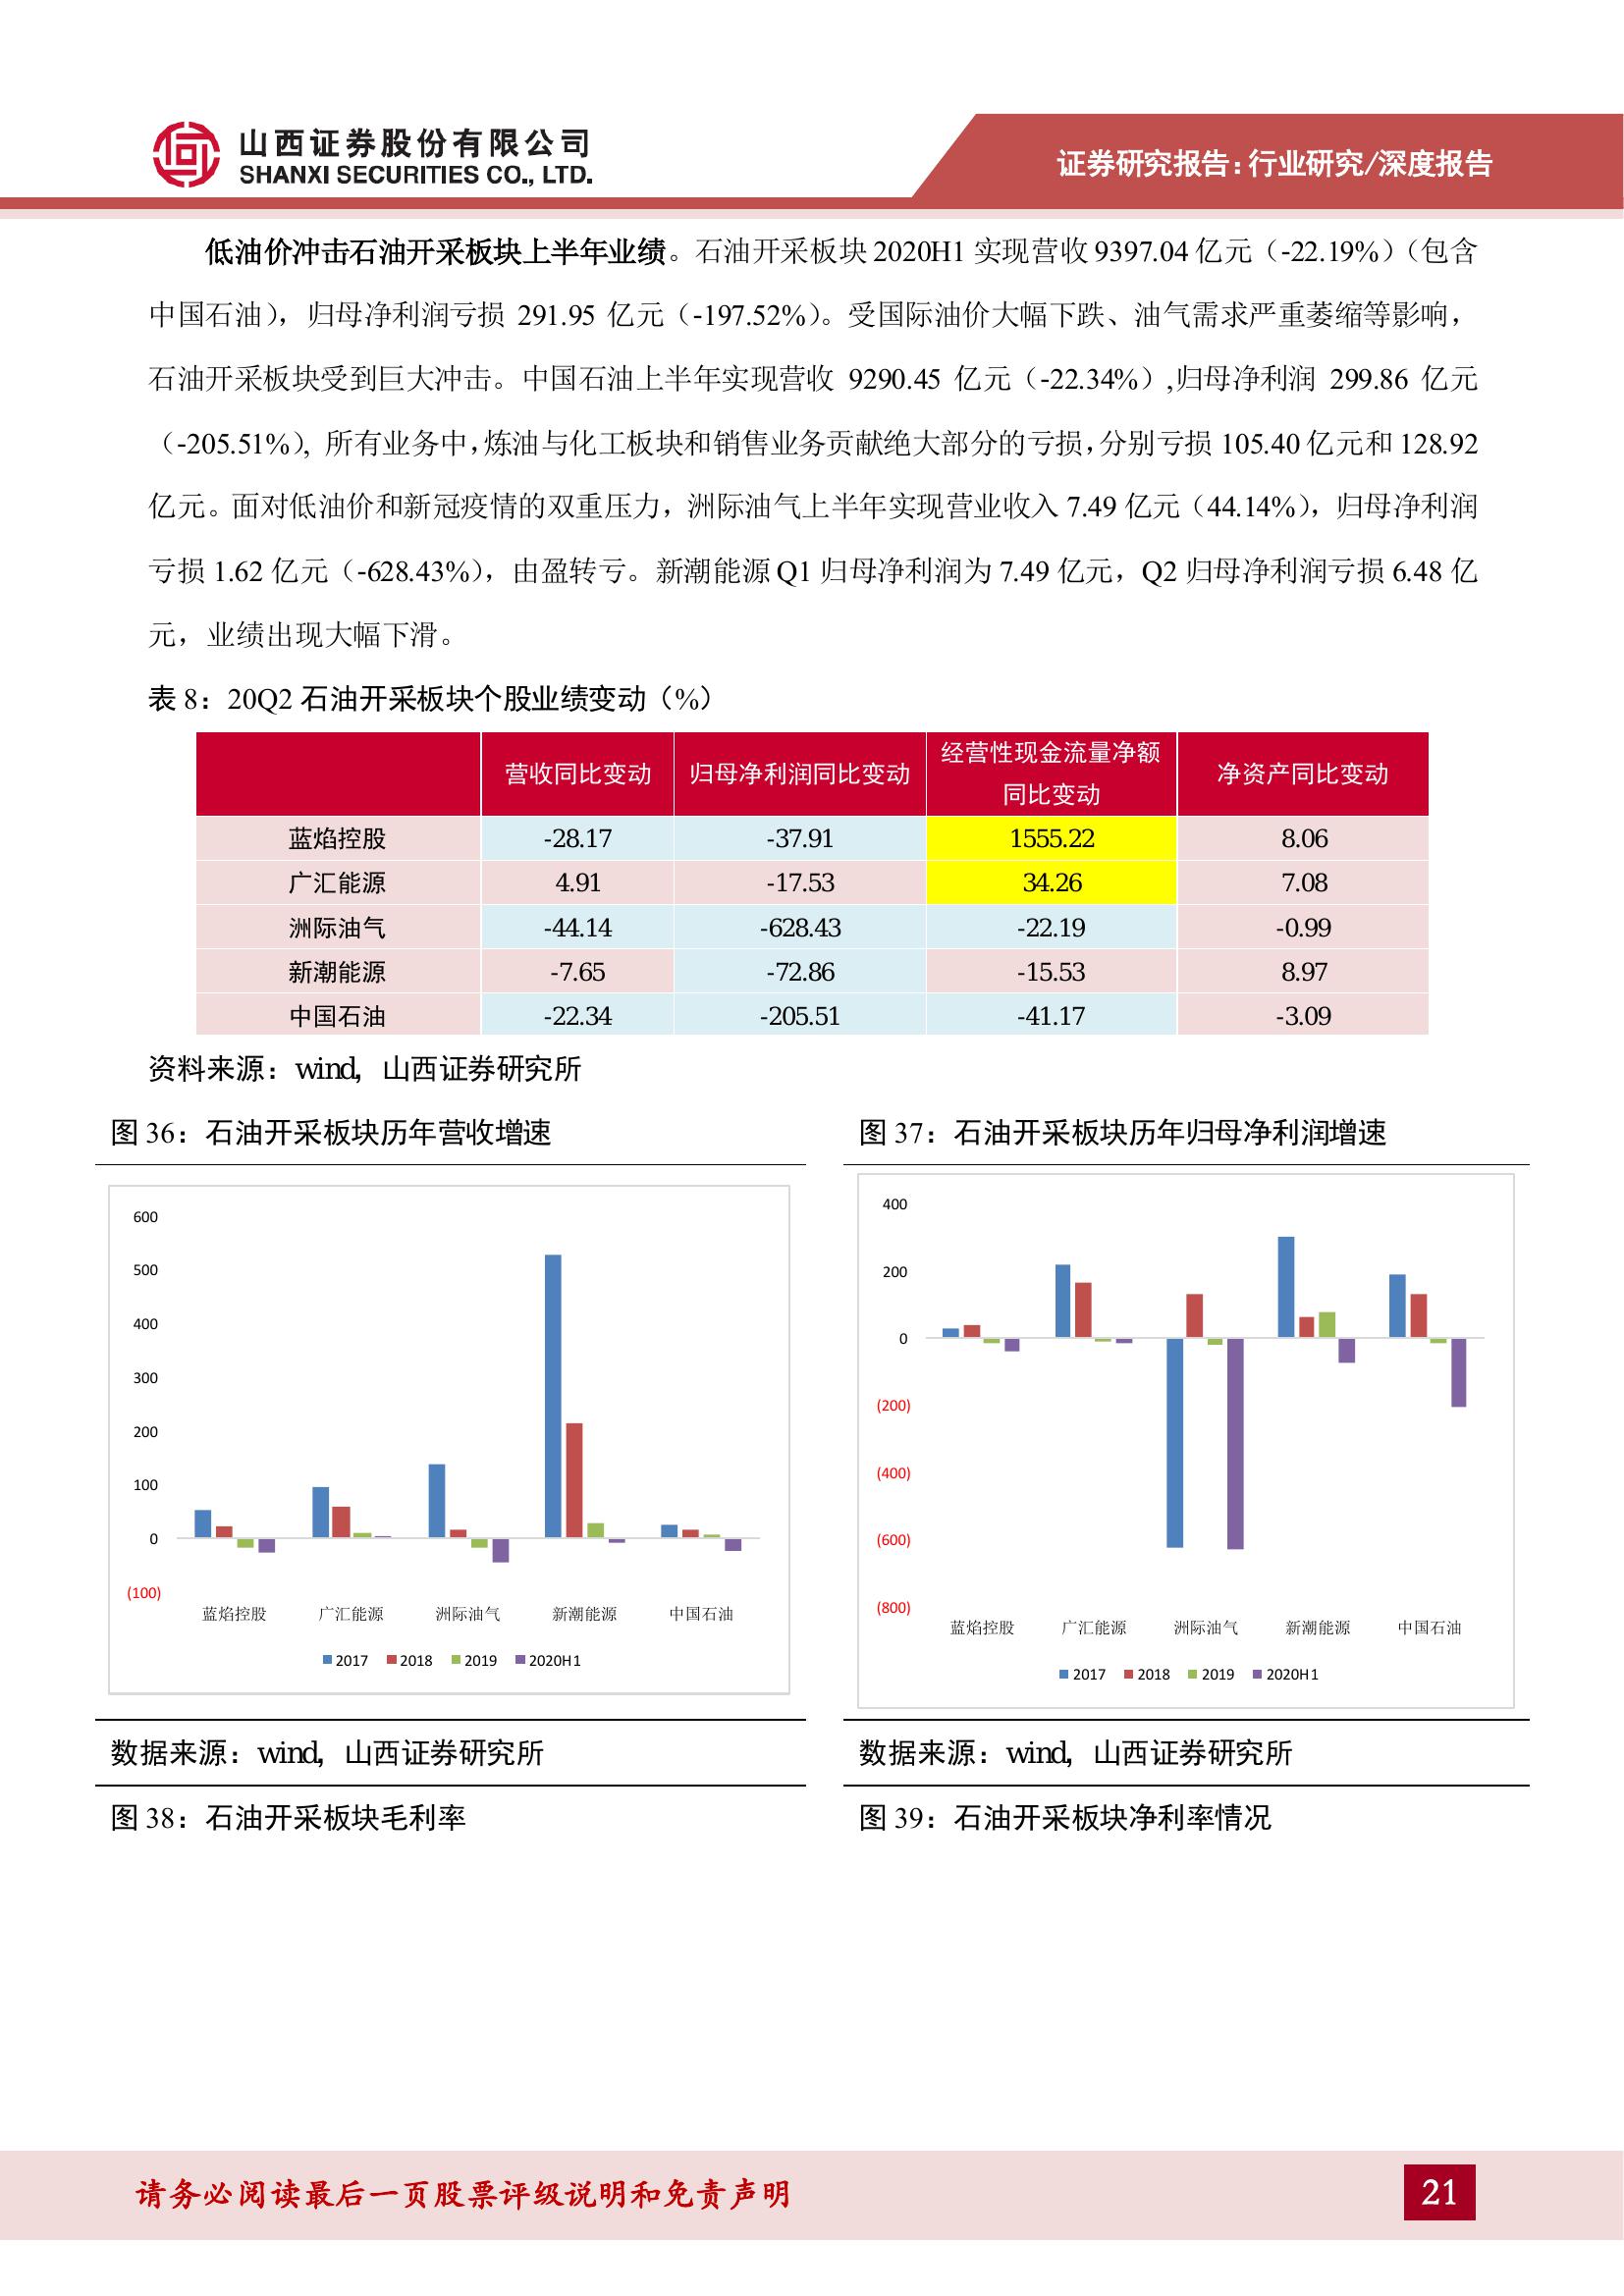 山西证券股份有限公司
SHANXI SECURITIES CO., LTD.
证券研究报告：行业研究/深度报告
低油价冲击石油开采板块上半年业绩。石油开采板块 2020H1 实现营收 9397.04 亿元（-22.19%）（包含
中国石油），归母净利润亏损 291.95 亿元（-197.52%）。受国际油价大幅下跌、油气需求严重萎缩等影响，
石油开采板块受到巨大冲击。中国石油上半年实现营收 9290.45 亿元（-22.34%）,归母净利润 299.86 亿元
（-205.51%），所有业务中，炼油与化工板块和销售业务贡献绝大部分的亏损，分别亏损 105.40 亿元和 128.92
亿元。面对低油价和新冠疫情的双重压力，洲际油气上半年实现营业收入 7.49 亿元（44.14%），归母净利润
亏损 1.62 亿元（-628.43%），由盈转亏。新潮能源 Q1 归母净利润为 7.49 亿元，Q2 归母净利润亏损 6.48 亿
元，业绩出现大幅下滑。
表 8：20Q2 石油开采板块个股业绩变动（%）
营收同比变动 归母净利润同比变动 经营性现金流量净额 净资产同比变动
同比变动
蓝焰控股 -28.17 -37.91 1555.22 8.06
广汇能源 4.91 -17.53 34.26 7.08
洲际油气 -44.14 -628.43 -22.19 -0.99
新潮能源 -7.65 -72.86 -15.53 8.97
中国石油 -22.34 -205.51 -41.17 -3.09
资料来源：wind，山西证券研究所
图 36：石油开采板块历年营收增速
600
500
400
300
200
100
0
(100)
蓝焰控股 广汇能源 洲际油气 新潮能源 中国石油
2017 2018 2019 2020H1
数据来源：wind，山西证券研究所
图 37：石油开采板块历年归母净利润增速
400
200
0
(200)
(400)
(600)
(800)
蓝焰控股 广汇能源 洲际油气 新潮能源 中国石油
2017 2018 2019 2020H1
数据来源：wind，山西证券研究所
图 38：石油开采板块毛利率
图 39：石油开采板块净利率情况
请务必阅读最后一页股票评级说明和免责声明
21